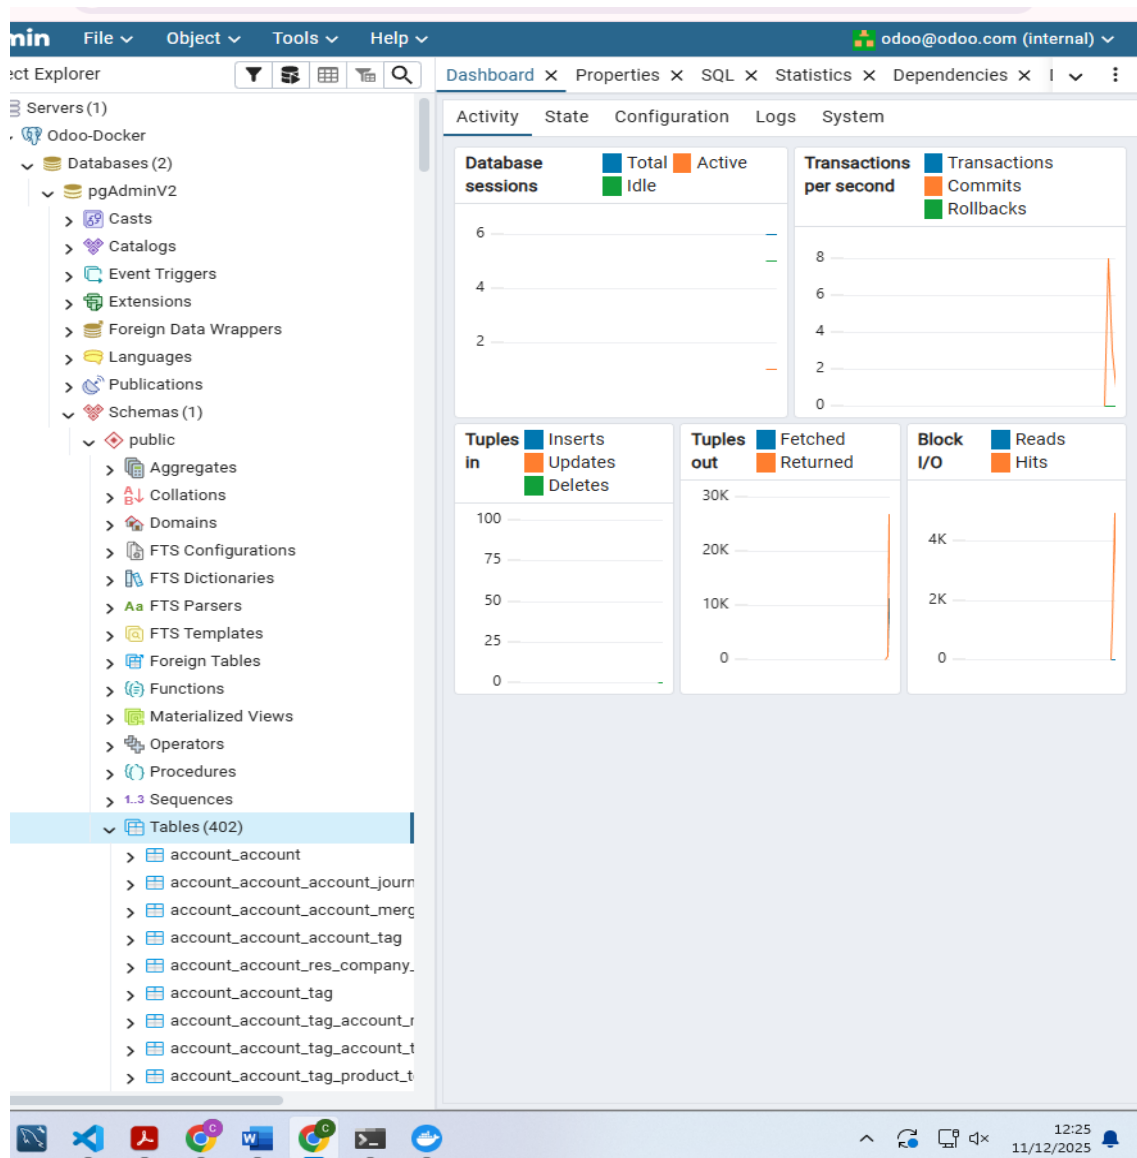 min File Object Tools Help odoo@odoo.com (internal)
ect Explorer
Dashboard Properties SQL Statistics Dependencies
Servers (1)
Odoo-Docker
Databases (2)
pgAdminV2
Casts
Catalogs
Event Triggers
Extensions
Foreign Data Wrappers
Languages
Publications
Schemas (1)
public
Aggregates
Collations
Domains
FTS Configurations
FTS Dictionaries
Aa FTS Parsers
FTS Templates
Foreign Tables
Functions
Materialized Views
Operators
Procedures
1..3 Sequences
Tables (402)
account_account
account_account_account_journ
account_account_account_merg
account_account_account_tag
account_account_res_company_
account_account_tag
account_account_tag_account_r
account_account_tag_account_t
account_account_tag_product_t
Activity State Configuration Logs System
Database sessions
Total Active
Idle
6
4
2
Transactions per second
Transactions
Commits
Rollbacks
8
6
4
2
0
Tuples in
Inserts
Updates
Deletes
100
75
50
25
0
Tuples out
Fetched
Returned
30K
20K
10K
0
Block I/O
Reads
Hits
4K
2K
0
12:25
11/12/2025